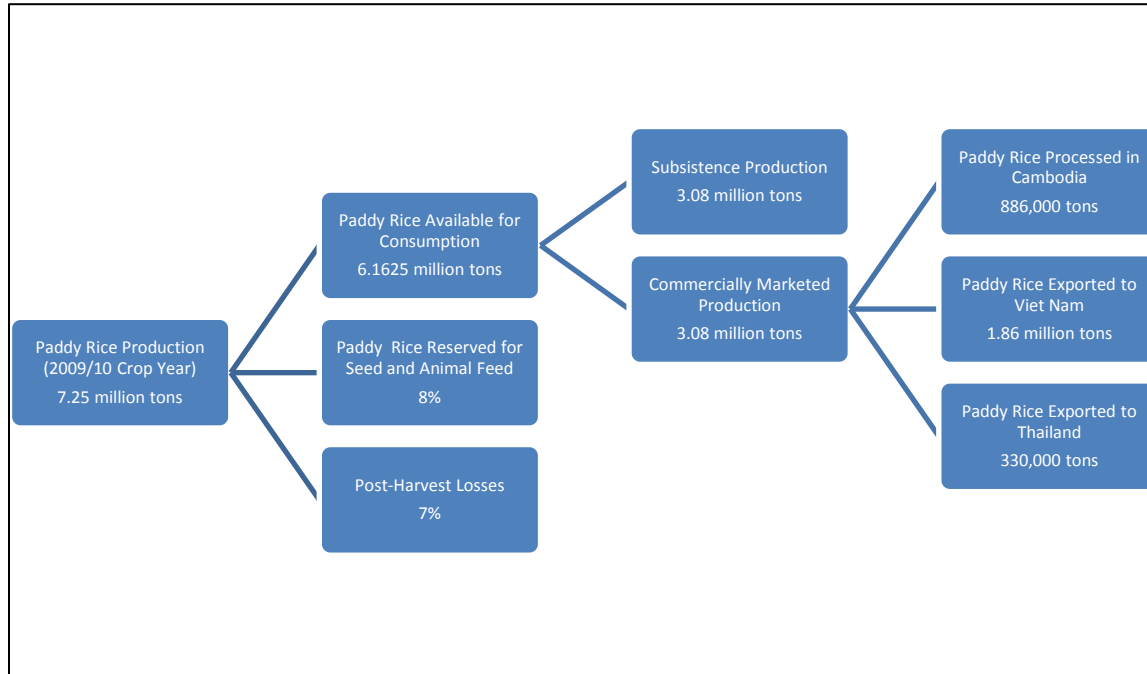 Paddy Rice Production
(2009/10 Crop Year)
7.25 million tons
Paddy Rice Available for
Consumption
6.1625 million tons
Paddy Rice Reserved for
Seed and Animal Feed
8%
Post-Harvest Losses
7%
Subsistence Production
3.08 million tons
Commercially Marketed
Production
3.08 million tons
Paddy Rice Processed in
Cambodia
886,000 tons
Paddy Rice Exported to
Viet Nam
1.86 million tons
Paddy Rice Exported to
Thailand
330,000 tons